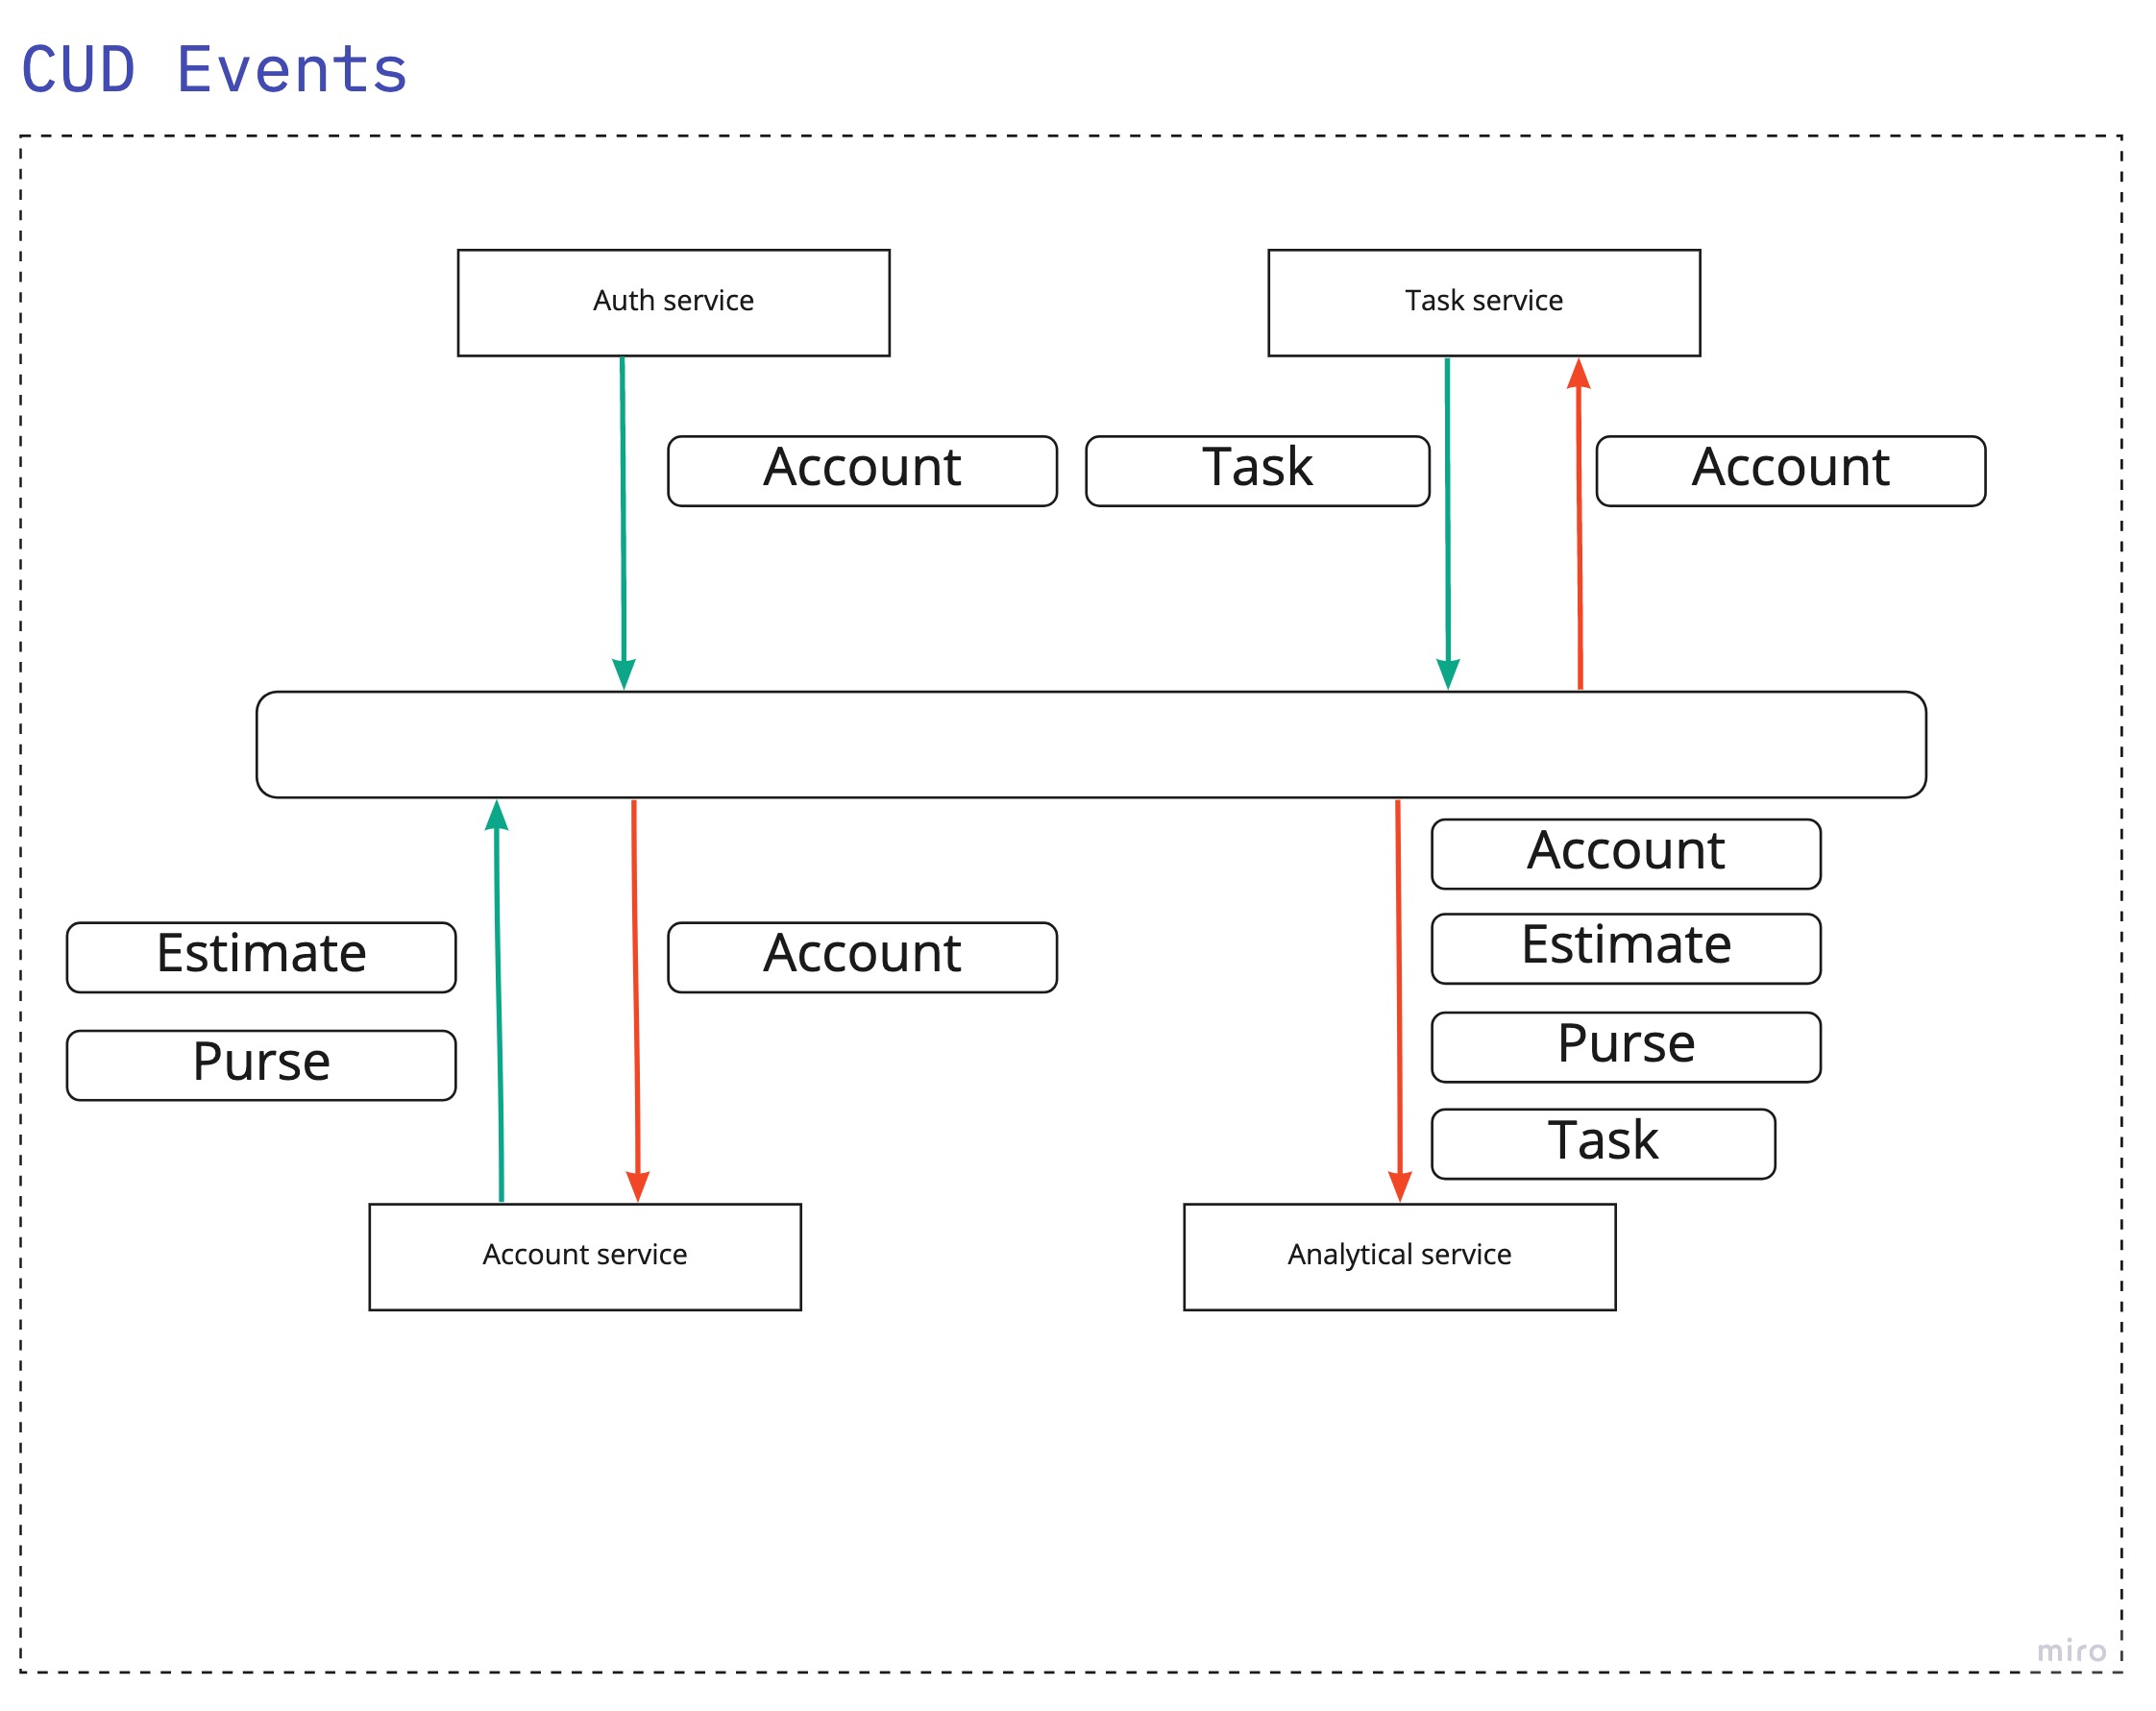 CUD Events
Auth service
Task service
Account
Task
Account
Account
Estimate
Purse
Task
Estimate
Purse
Account
Account service
Analytical service
miro